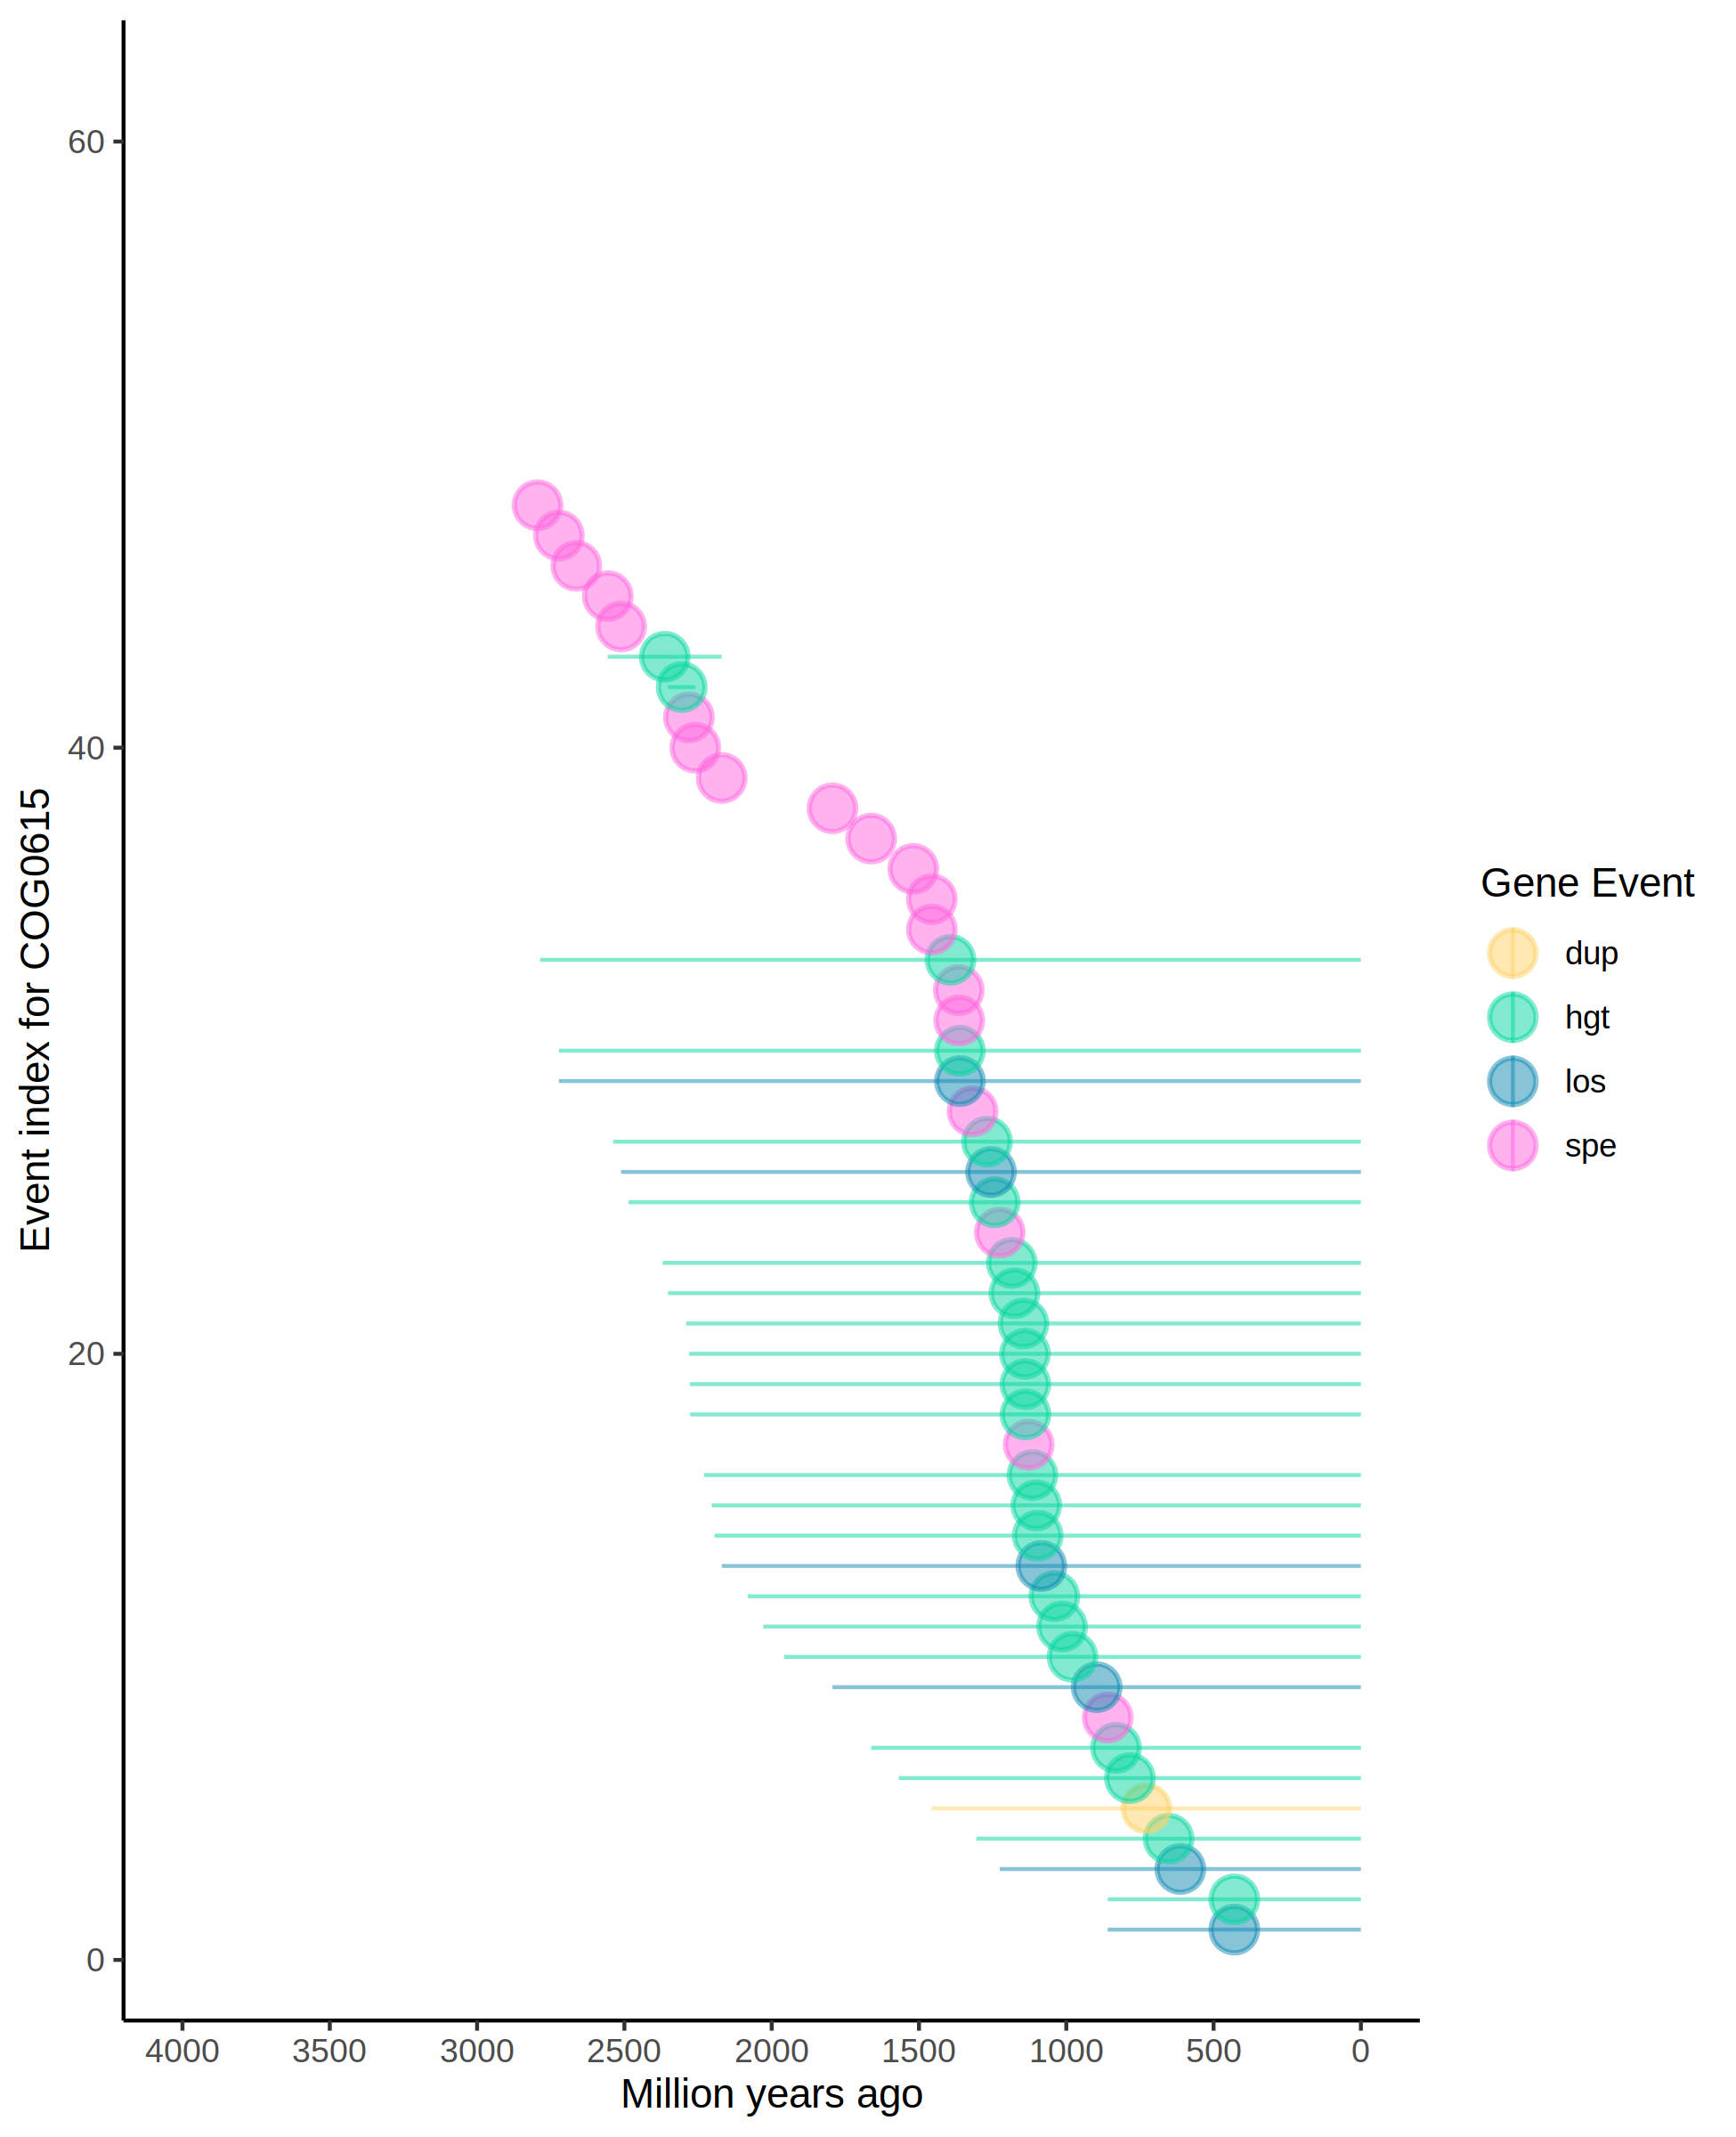 60
40
20
0
Event index for COG0615
4000 3500 3000 2500 2000 1500 1000 500 0
Million years ago
Gene Event
dup
hgt
los
spe